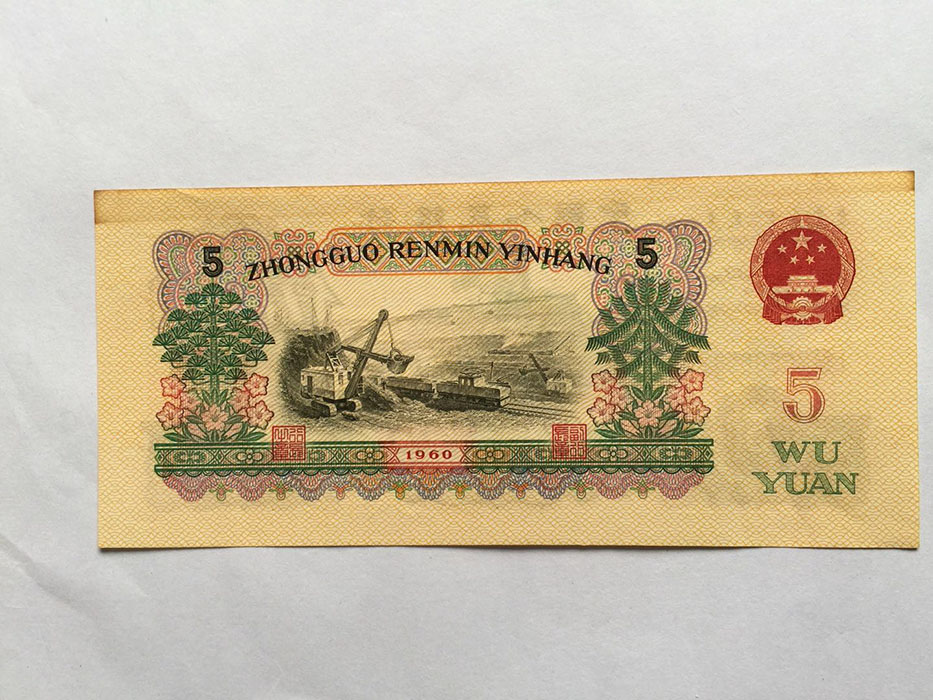 5 ZHONGGUO RENMIN YINHANG 5
1960
5
WU
YUAN